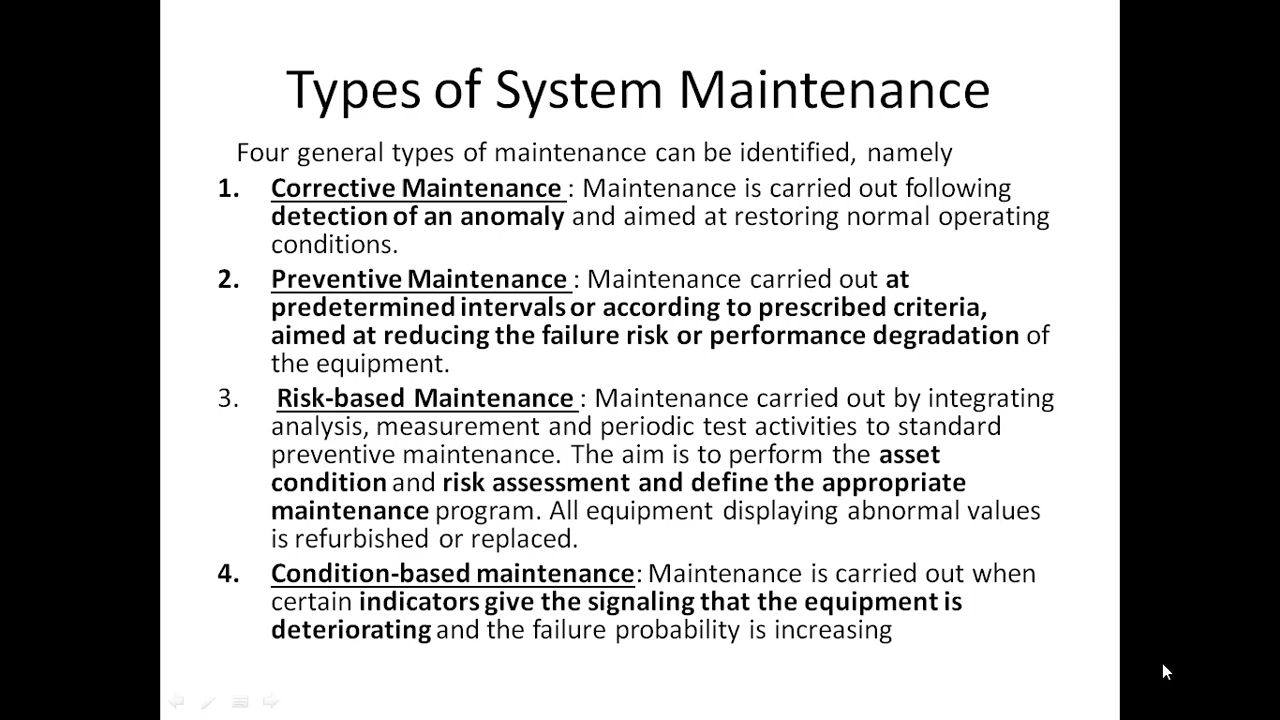 Types of System Maintenance
Four general types of maintenance can be identified, namely
1. Corrective Maintenance : Maintenance is carried out following
detection of an anomaly and aimed at restoring normal operating
conditions.
2. Preventive Maintenance : Maintenance carried out at
predetermined intervals or according to prescribed criteria,
aimed at reducing the failure risk or performance degradation of
the equipment.
3. Risk-based Maintenance : Maintenance carried out by integrating
analysis, measurement and periodic test activities to standard
preventive maintenance. The aim is to perform the asset
condition and risk assessment and define the appropriate
maintenance program. All equipment displaying abnormal values
is refurbished or replaced.
4. Condition-based maintenance: Maintenance is carried out when
certain indicators give the signaling that the equipment is
deteriorating and the failure probability is increasing